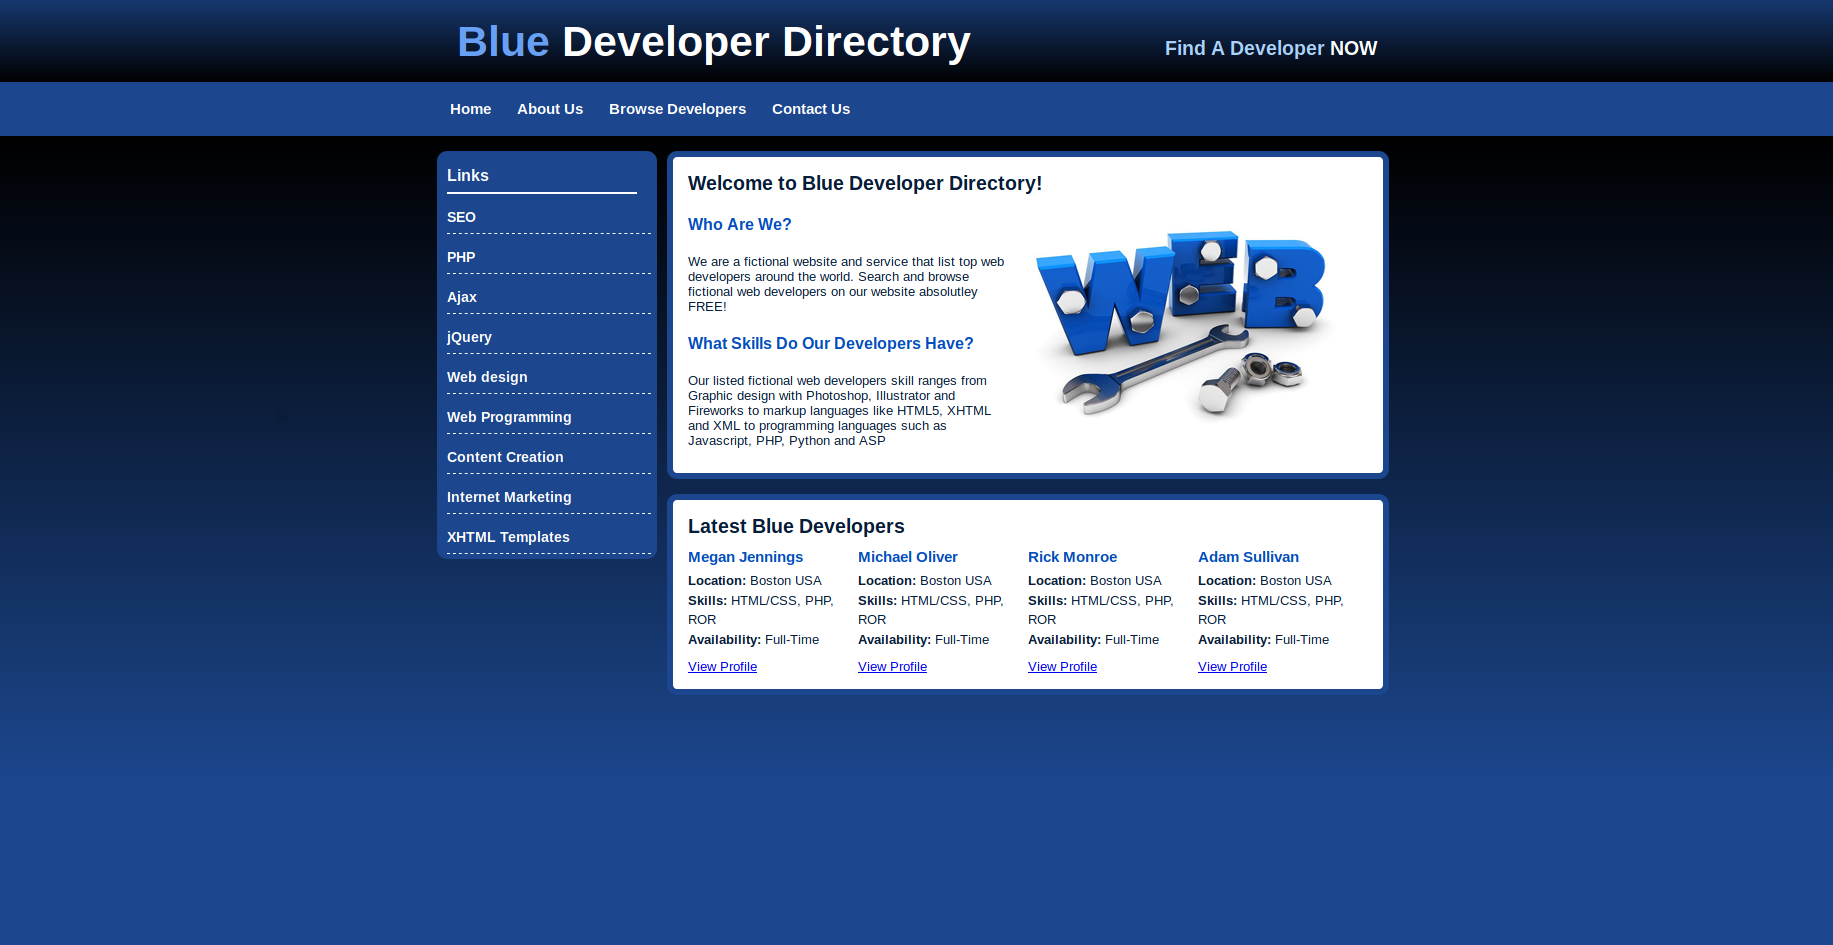 Blue Developer Directory
Find A Developer NOW
Home About Us Browse Developers Contact Us
Links
SEO
PHP
Ajax
jQuery
Web design
Web Programming
Content Creation
Internet Marketing
XHTML Templates
Welcome to Blue Developer Directory!
Who Are We?
We are a fictional website and service that list top web
developers around the world. Search and browse
fictional web developers on our website absolutley
FREE!
What Skills Do Our Developers Have?
Our listed fictional web developers skill ranges from
Graphic design with Photoshop, Illustrator and
Fireworks to markup languages like HTML5, XHTML
and XML to programming languages such as
Javascript, PHP, Python and ASP
WEB
Latest Blue Developers
Megan Jennings
Location: Boston USA
Skills: HTML/CSS, PHP,
ROR
Availability: Full-Time
View Profile
Michael Oliver
Location: Boston USA
Skills: HTML/CSS, PHP,
ROR
Availability: Full-Time
View Profile
Rick Monroe
Location: Boston USA
Skills: HTML/CSS, PHP,
ROR
Availability: Full-Time
View Profile
Adam Sullivan
Location: Boston USA
Skills: HTML/CSS, PHP,
ROR
Availability: Full-Time
View Profile